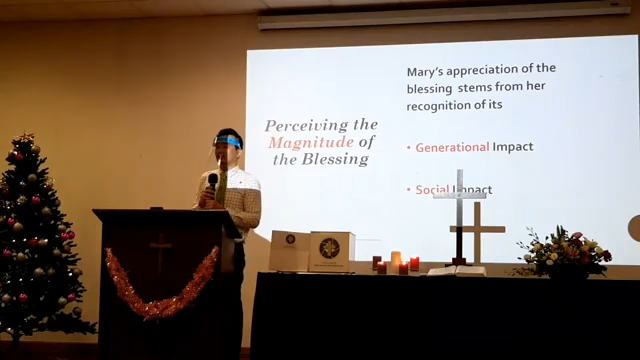 Perceiving the
Magnitude of
the Blessing
Mary's appreciation of the
blessing stems from her
recognition of its
• Generational Impact
• Social Impact